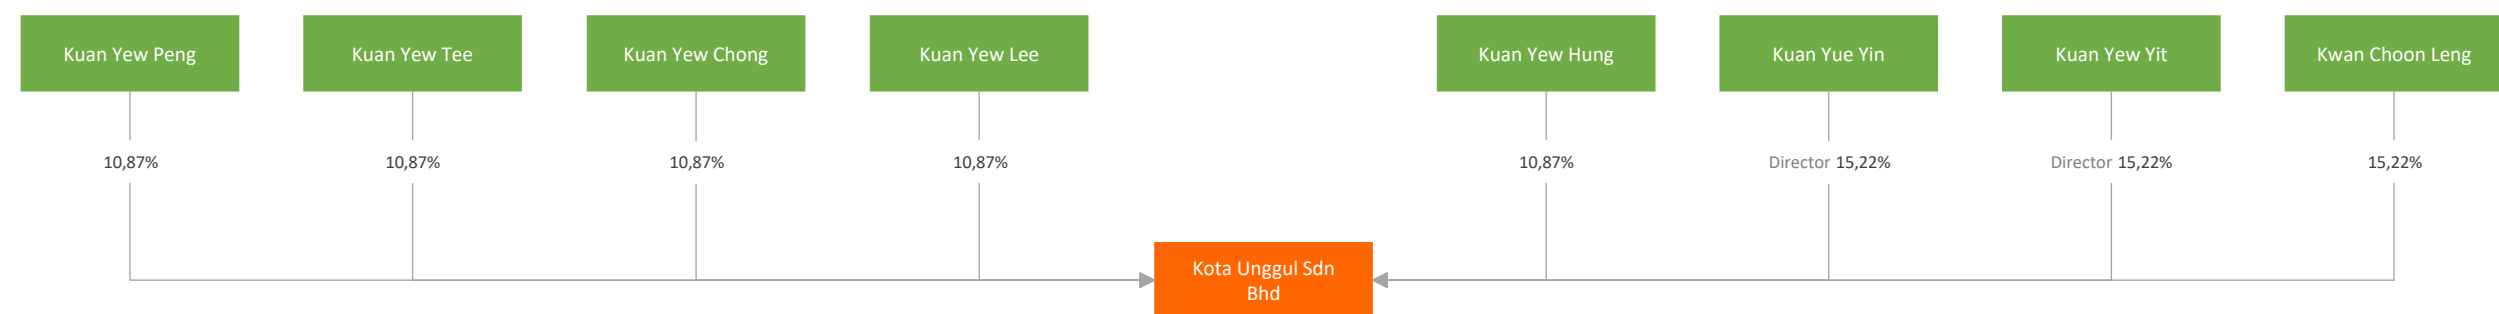 Kuan Yew Peng
Kuan Yew Tee
Kuan Yew Chong
Kuan Yew Lee
Kuan Yew Hung
Kuan Yue Yin
Kuan Yew Yit
Kwan Choon Leng
10,87%
10,87%
10,87%
10,87%
10,87%
Director 15,22%
Director 15,22%
15,22%
Kota Unggul Sdn
Bhd